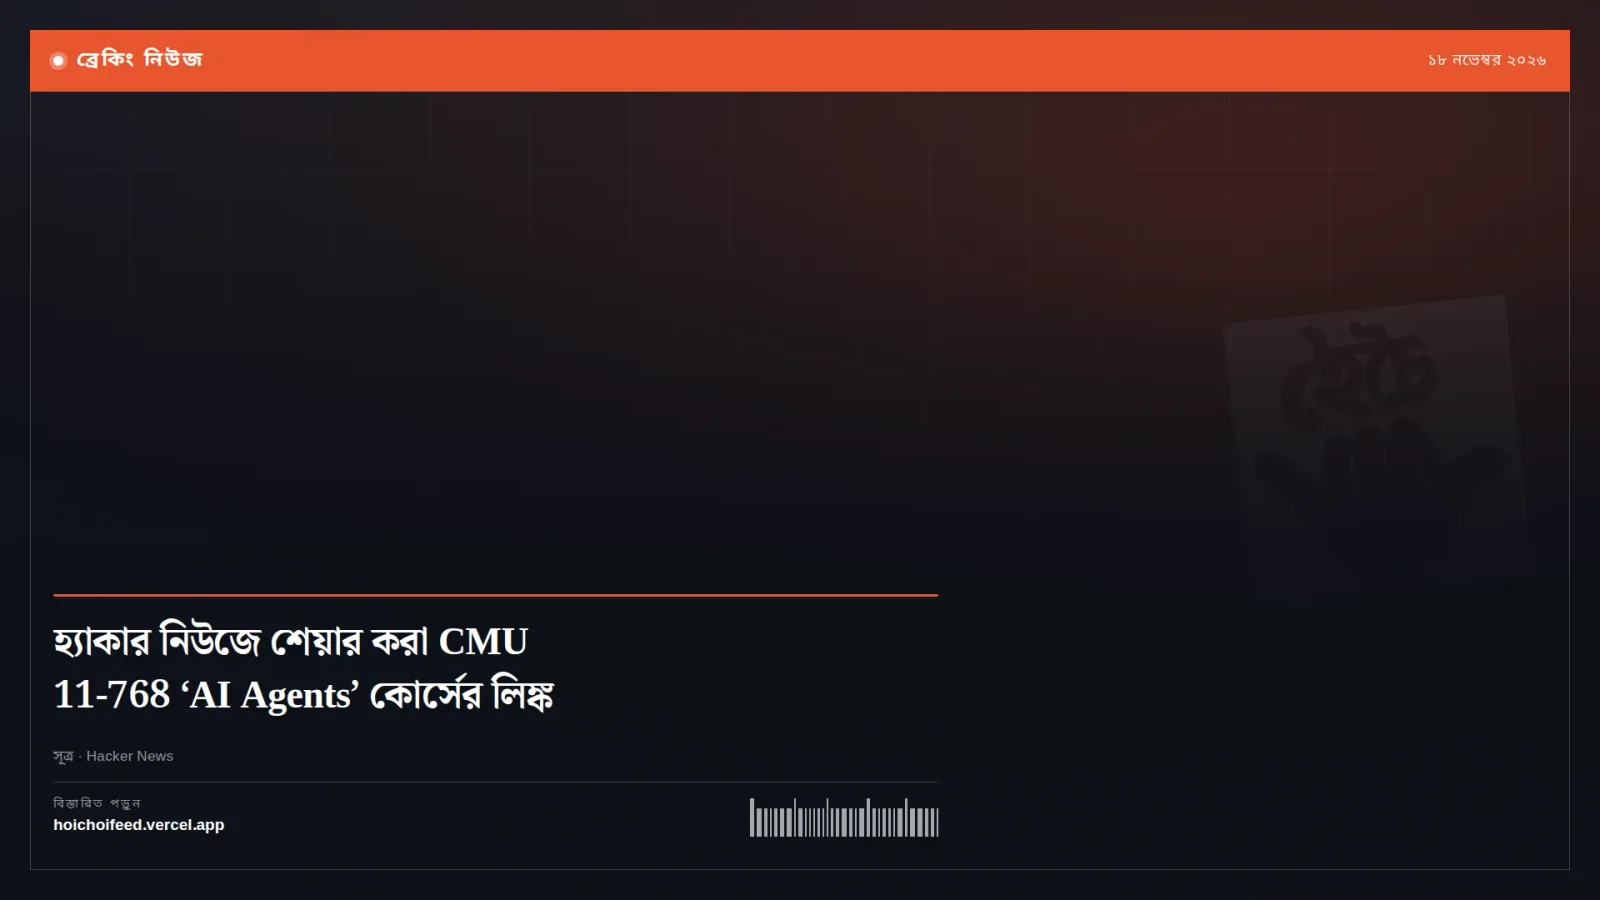 ব্রেকিং নিউজ
১৮ নভেম্বর ২০২৬
হৈচৈ
হ্যাকার নিউজে শেয়ার করা CMU
11-768 ‘AI Agents’ কোর্সের লিঙ্ক
সূত্র · Hacker News
বিস্তারিত পড়ুন
hoichoifeed.vercel.app